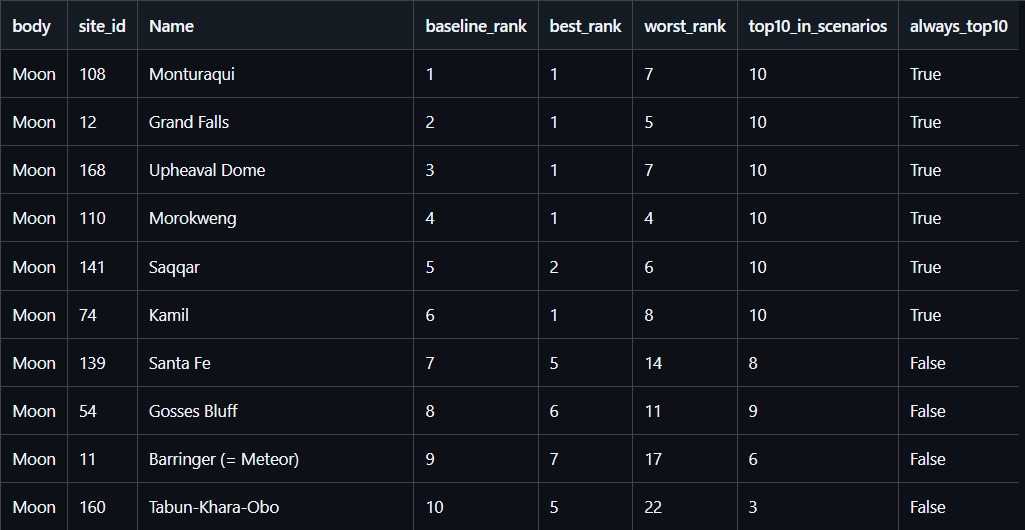 body site_id Name baseline_rank best_rank worst_rank top10_in_scenarios always_top10
Moon 108 Monturaqui 1 1 7 10 True
Moon 12 Grand Falls 2 1 5 10 True
Moon 168 Upheaval Dome 3 1 7 10 True
Moon 110 Morokweng 4 1 4 10 True
Moon 141 Saqqar 5 2 6 10 True
Moon 74 Kamil 6 1 8 10 True
Moon 139 Santa Fe 7 5 14 8 False
Moon 54 Gosses Bluff 8 6 11 9 False
Moon 11 Barringer (= Meteor) 9 7 17 6 False
Moon 160 Tabun-Khara-Obo 10 5 22 3 False